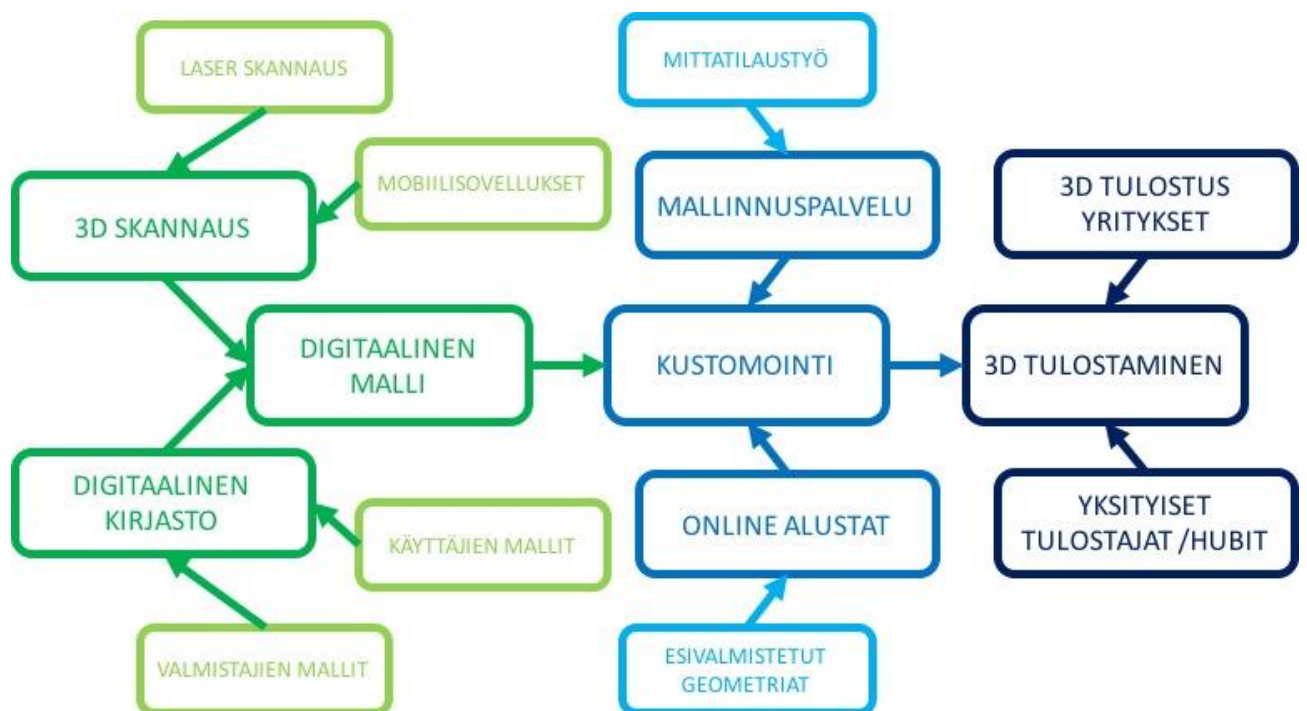 LASER SKANNAUS
MOBIILISOVELLUKSET
3D SKANNAUS
DIGITAALINEN
MALLI
DIGITAALINEN
KIRJASTO
KÄYTTÄJIEN MALLIT
VALMISTAJIEN MALLIT
MITTATILAUSTYÖ
MALLINNUSPALVELU
KUSTOMOINTI
ONLINE ALUSTAT
ESIVALMISTETUT
GEOMETRIAT
3D TULOSTUS
YRITYKSET
3D TULOSTAMINEN
YKSITYISET
TULOSTAJAT /HUBIT